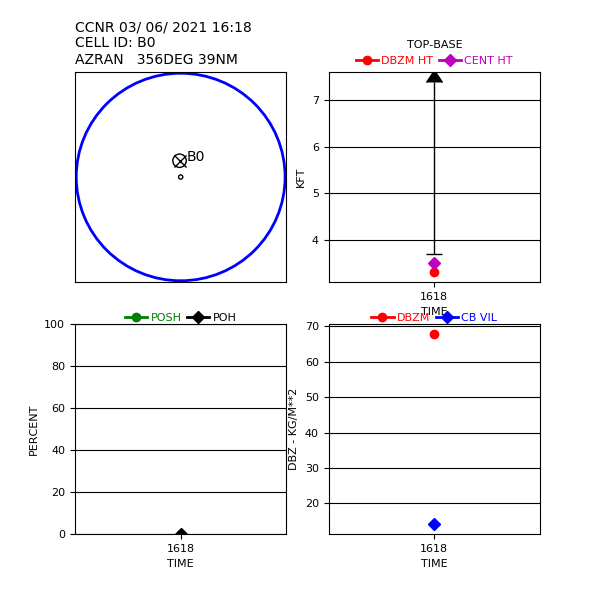 CCNR 03/ 06/ 2021 16:18
CELL ID: B0
AZRAN   356DEG 39NM
B0
TOP-BASE
DBZM HT
CENT HT
7
6
5
4
KFT
1618
TIME
POSH
POH
100
80
60
40
20
0
PERCENT
1618
TIME
DBZM
CB VIL
70
60
50
40
30
20
DBZ - KG/M**2
1618
TIME